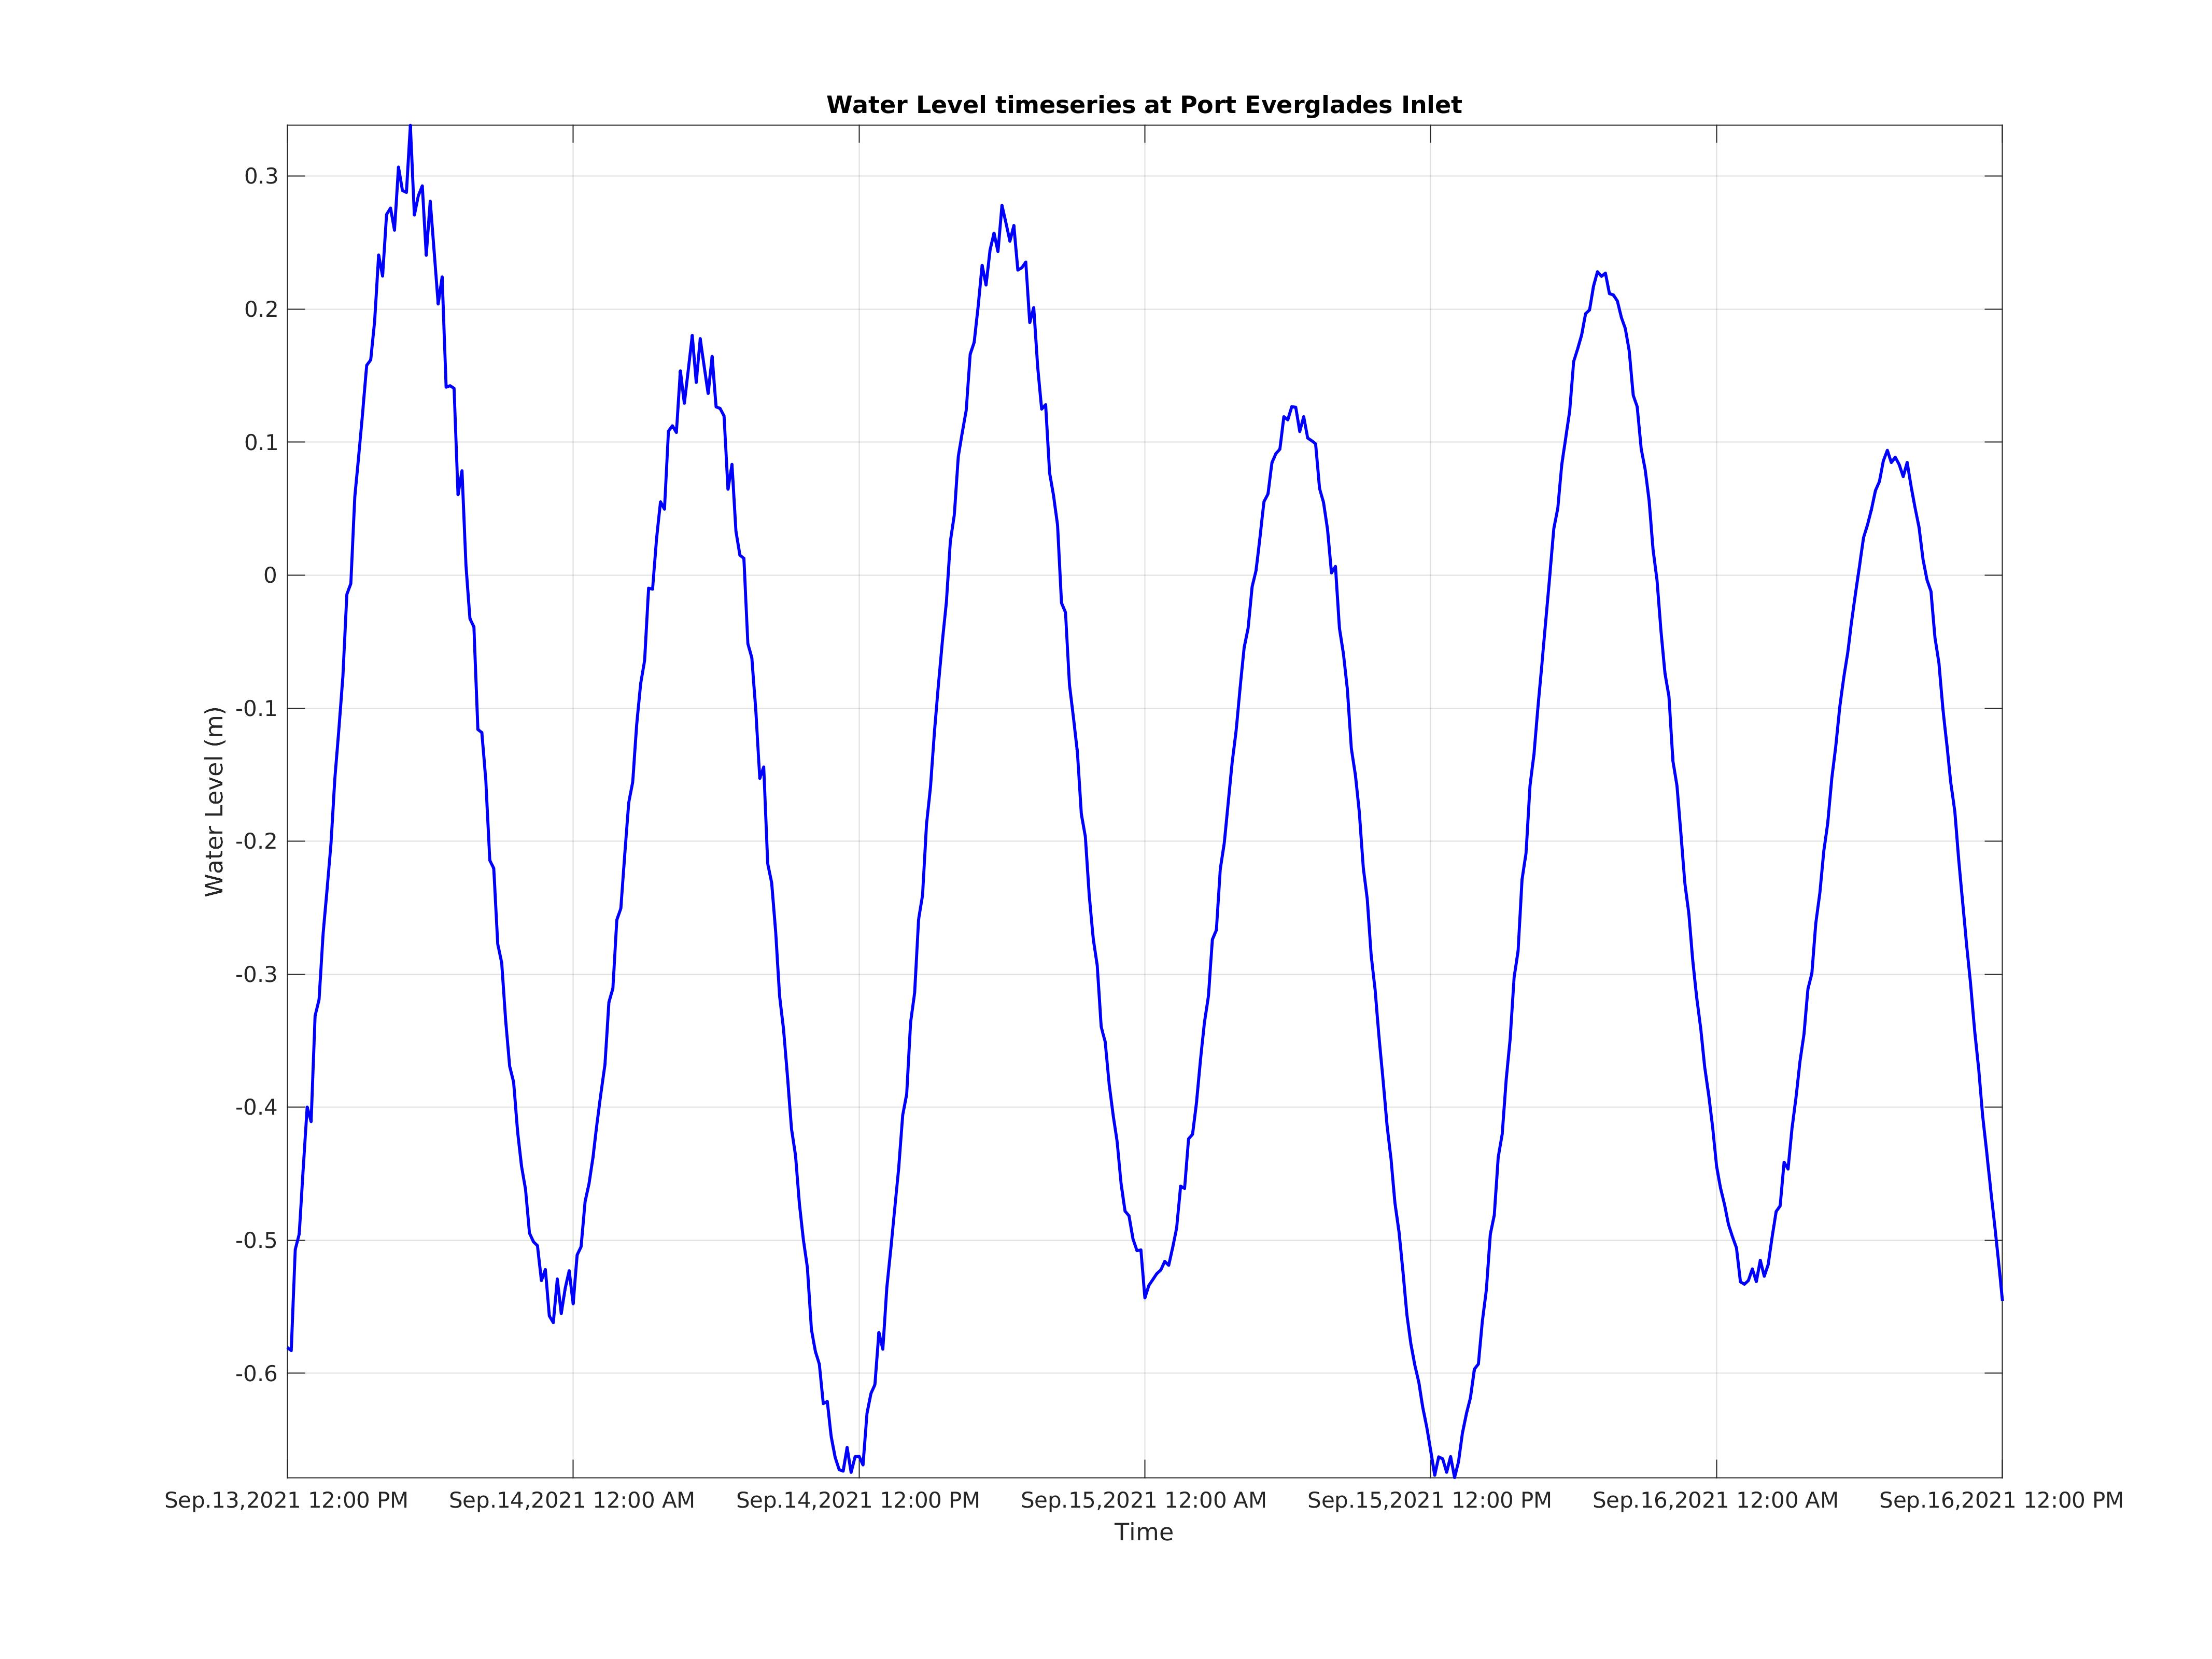 Water Level timeseries at Port Everglades Inlet
0.3
0.2
0.1
0
-0.1
-0.2
-0.3
-0.4
-0.5
-0.6
Water Level (m)
Sep.13,2021 12:00 PM Sep.14,2021 12:00 AM Sep.14,2021 12:00 PM Sep.15,2021 12:00 AM Sep.15,2021 12:00 PM Sep.16,2021 12:00 AM Sep.16,2021 12:00 PM
Time